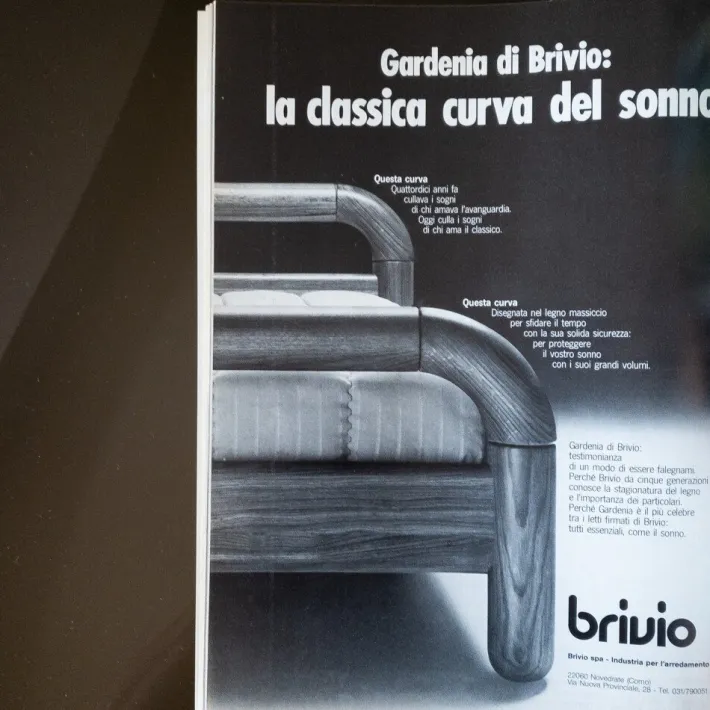 Gardenia di Brivio:
la classica curva del sonno
Questa curva
Quattordici anni fa
cullava i sogni
di chi amava l'avanguardia.
Oggi culla i sogni
di chi ama il classico.
Questa curva
Disegnata nel legno massiccio
per sfidare il tempo
con la sua solida sicurezza:
per proteggere
il vostro sonno
con i suoi grandi volumi.
Gardenia di Brivio:
testimonianza
di un modo di essere falegnami.
Perché Brivio da cinque generazioni
conosce la stagionatura del legno
e l'importanza dei particolari.
Perché Gardenia è il più celebre
tra i letti firmati di Brivio:
tutti essenziali, come il sonno.
brivio
Brivio spa - Industria per l'arredamento
22060 Novedrate (Como)
Via Nuova Provinciale, 28 - Tel. 031/790051